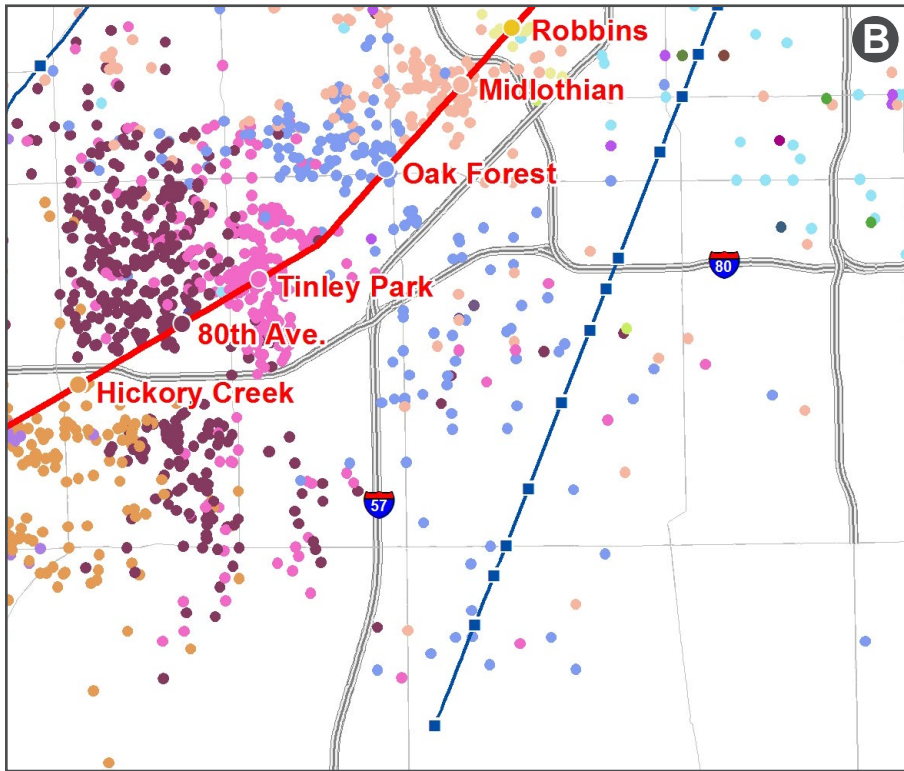 B
Robbins
Midlothian
Oak Forest
80
Tinley Park
80th Ave.
Hickory Creek
57